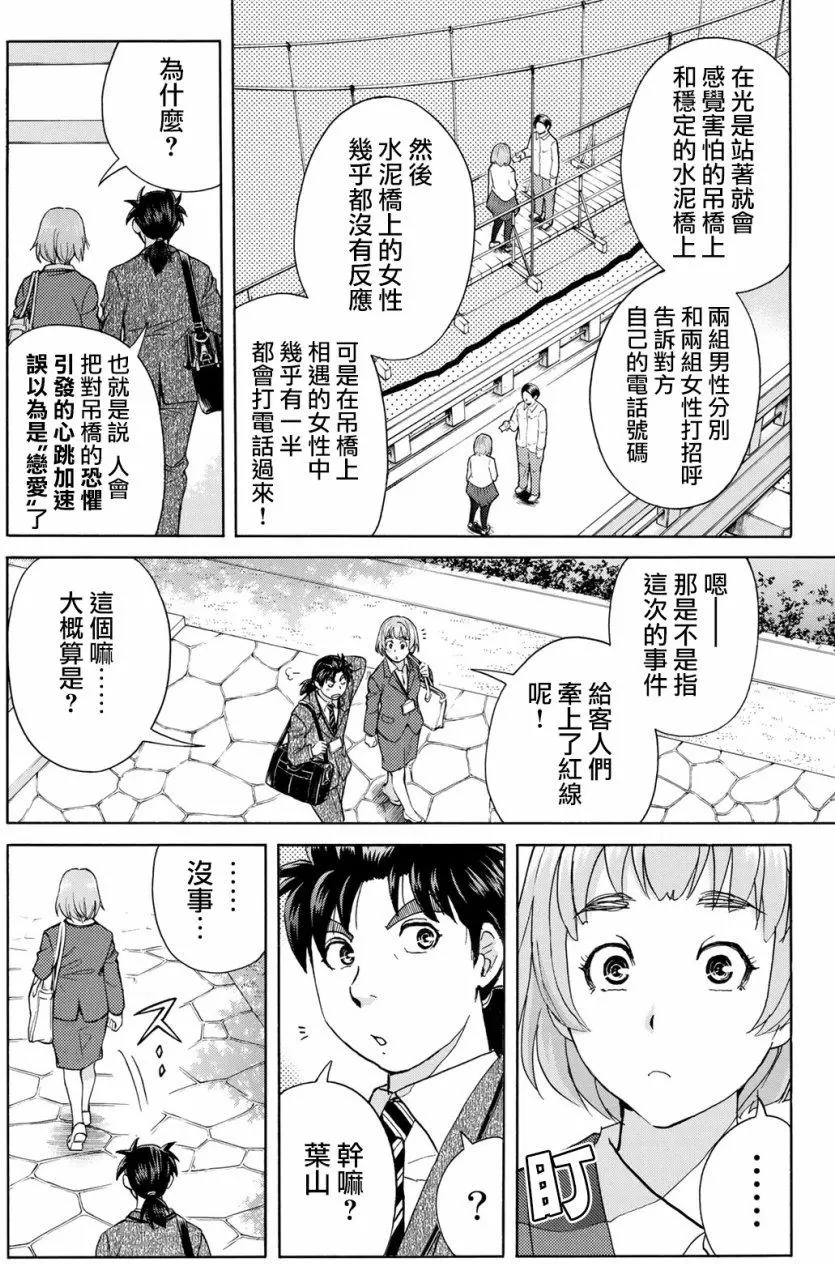 在光是站著就會
感覺害怕的吊橋上
和穩定的水泥橋上
兩組男性分別
和兩組女性打招呼
告訴對方
自己的電話號碼
然後
水泥橋上的女性
幾乎都沒有反應
可是在吊橋上
相遇的女性中
幾乎有一半
都會打電話過來！
為什麼？
也就是説 人會
把對吊橋的恐懼
引發的心跳加速
誤以為是”戀愛”了
嗯——
那是不是指
這次的事件
給客人們
牽上了紅線
呢！
這個嘛……
大概算是？
……
盯
？
幹嘛？
葉山
……
沒事…
ス…